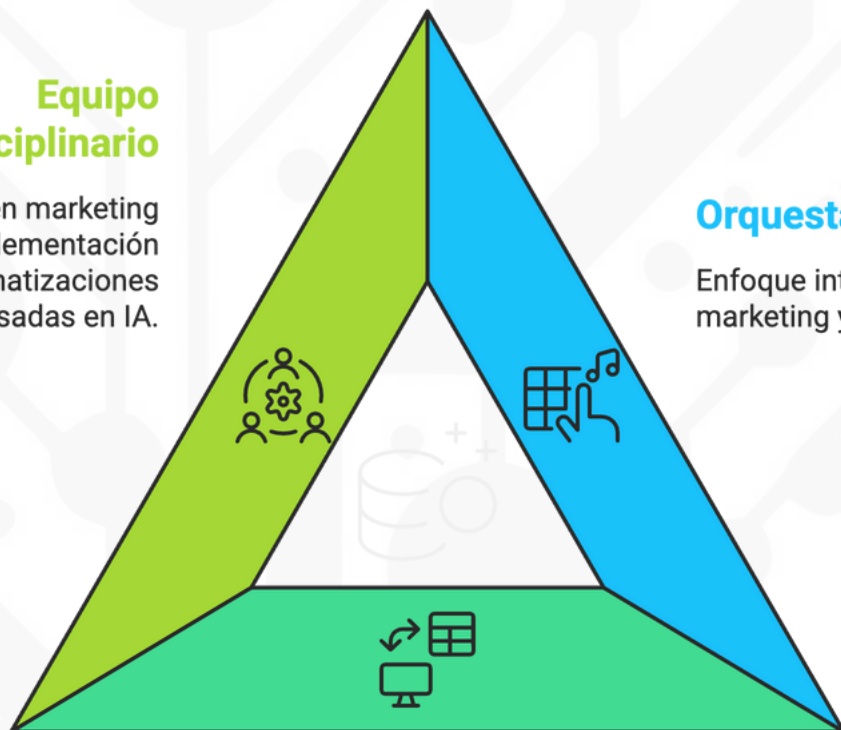 Equipo
ciplinario
en marketing
lementación
natizaciones
sadas en IA.
Orquesta
Enfoque int
marketing y